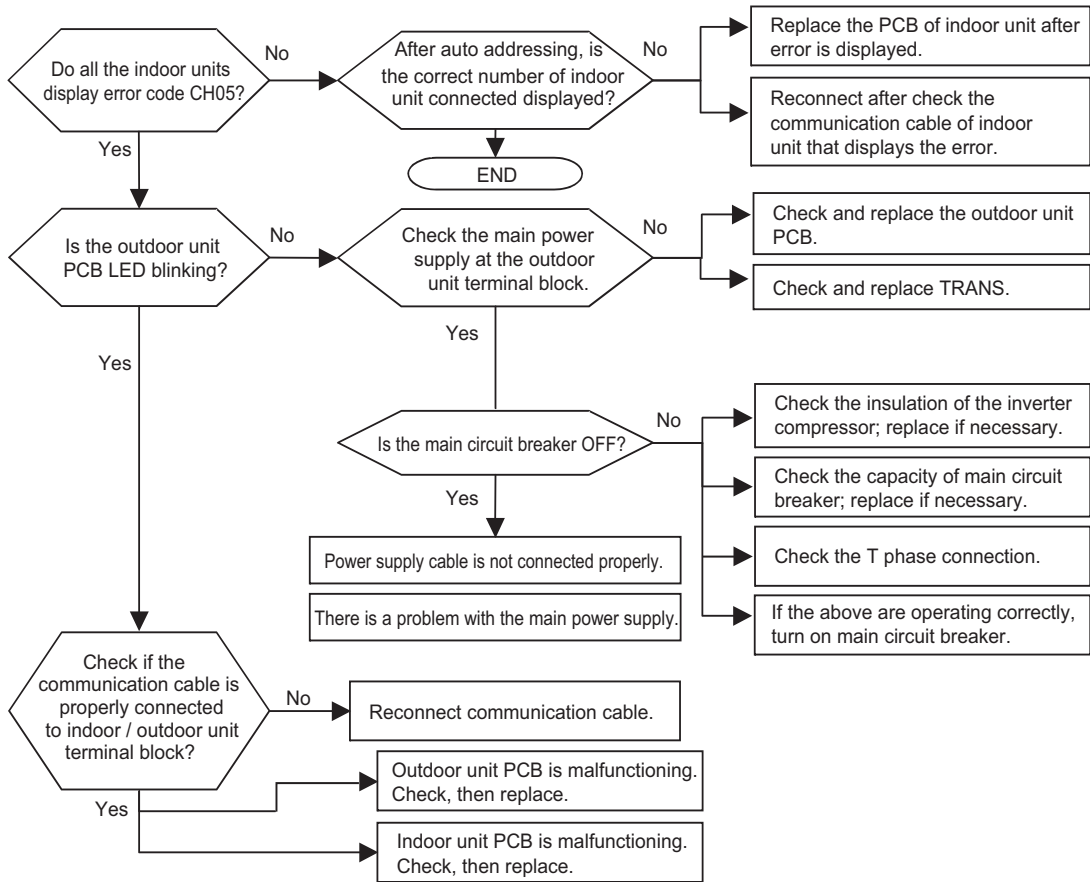 Do all the indoor units
display error code CH05?
No
After auto addressing, is
the correct number of indoor
unit connected displayed?
No
Replace the PCB of indoor unit after
error is displayed.
Reconnect after check the
communication cable of indoor
unit that displays the error.
Yes
END
Is the outdoor unit
PCB LED blinking?
No
Check the main power
supply at the outdoor
unit terminal block.
No
Check and replace the outdoor unit
PCB.
Check and replace TRANS.
Yes
Yes
Is the main circuit breaker OFF?
No
Check the insulation of the inverter
compressor; replace if necessary.
Check the capacity of main circuit
breaker; replace if necessary.
Check the T phase connection.
If the above are operating correctly,
turn on main circuit breaker.
Yes
Power supply cable is not connected properly.
There is a problem with the main power supply.
Check if the
communication cable is
properly connected
to indoor / outdoor unit
terminal block?
No
Reconnect communication cable.
Yes
Outdoor unit PCB is malfunctioning.
Check, then replace.
Indoor unit PCB is malfunctioning.
Check, then replace.